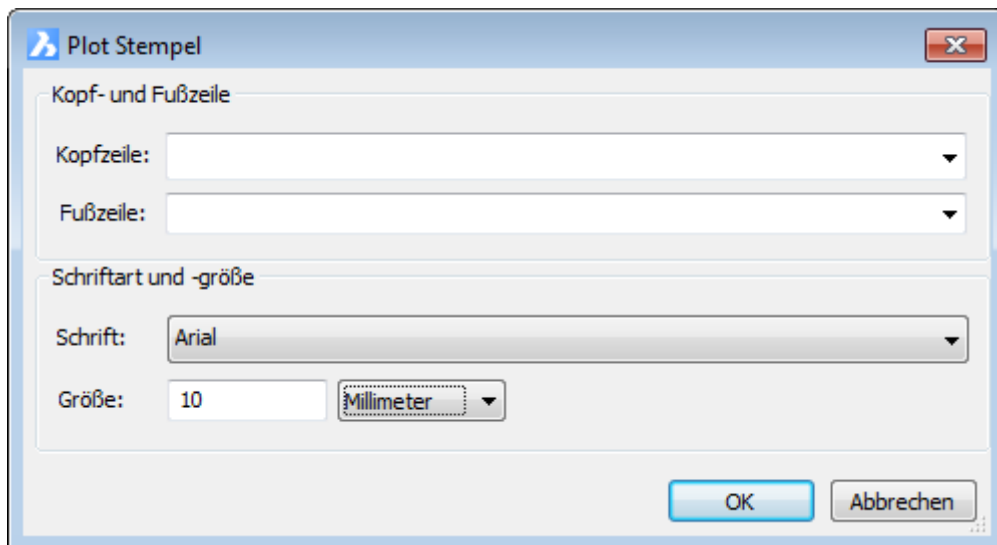 Plot Stempel
Kopf- und Fußzeile
Kopfzeile:
Fußzeile:
Schriftart und -größe
Schrift: Arial
Größe: 10 Millimeter
OK Abbrechen